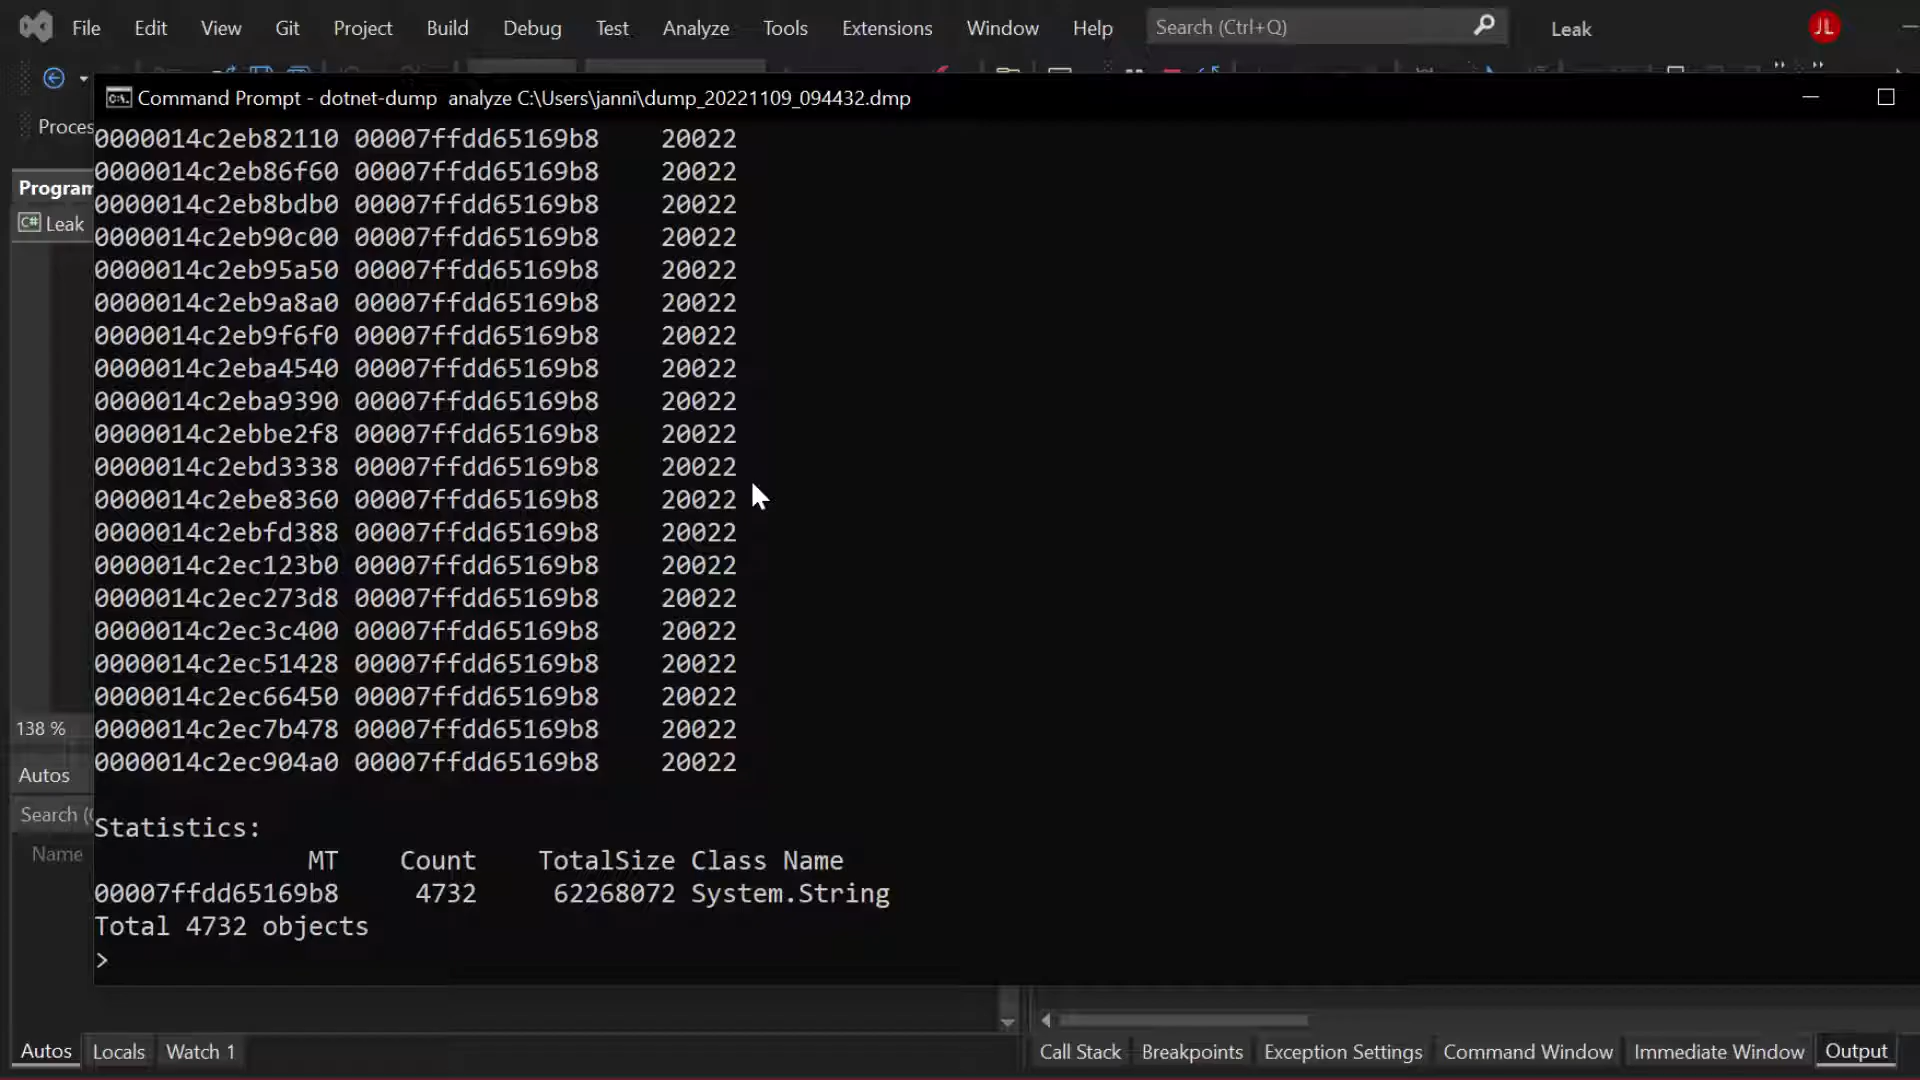 File Edit View Git Project Build Debug Test Analyze Tools Extensions Window Help Search (Ctrl+Q) Leak JL
C:\. Command Prompt - dotnet-dump analyze C:\Users\janni\dump_20221109_094432.dmp
Proces
Program
C# Leak
0000014c2eb82110 00007ffdd65169b8 20022
0000014c2eb86f60 00007ffdd65169b8 20022
0000014c2eb8bdb0 00007ffdd65169b8 20022
0000014c2eb90c00 00007ffdd65169b8 20022
0000014c2eb95a50 00007ffdd65169b8 20022
0000014c2eb9a8a0 00007ffdd65169b8 20022
0000014c2eb9f6f0 00007ffdd65169b8 20022
0000014c2eba4540 00007ffdd65169b8 20022
0000014c2eba9390 00007ffdd65169b8 20022
0000014c2ebbe2f8 00007ffdd65169b8 20022
0000014c2ebd3338 00007ffdd65169b8 20022
0000014c2ebe8360 00007ffdd65169b8 20022
0000014c2ebfd388 00007ffdd65169b8 20022
0000014c2ec123b0 00007ffdd65169b8 20022
0000014c2ec273d8 00007ffdd65169b8 20022
0000014c2ec3c400 00007ffdd65169b8 20022
0000014c2ec51428 00007ffdd65169b8 20022
0000014c2ec66450 00007ffdd65169b8 20022
0000014c2ec7b478 00007ffdd65169b8 20022
0000014c2ec904a0 00007ffdd65169b8 20022
138 %
Autos
Search (
Name
Statistics:
MT Count TotalSize Class Name
00007ffdd65169b8 4732 62268072 System.String
Total 4732 objects
>
Autos Locals Watch 1 Call Stack Breakpoints Exception Settings Command Window Immediate Window Output